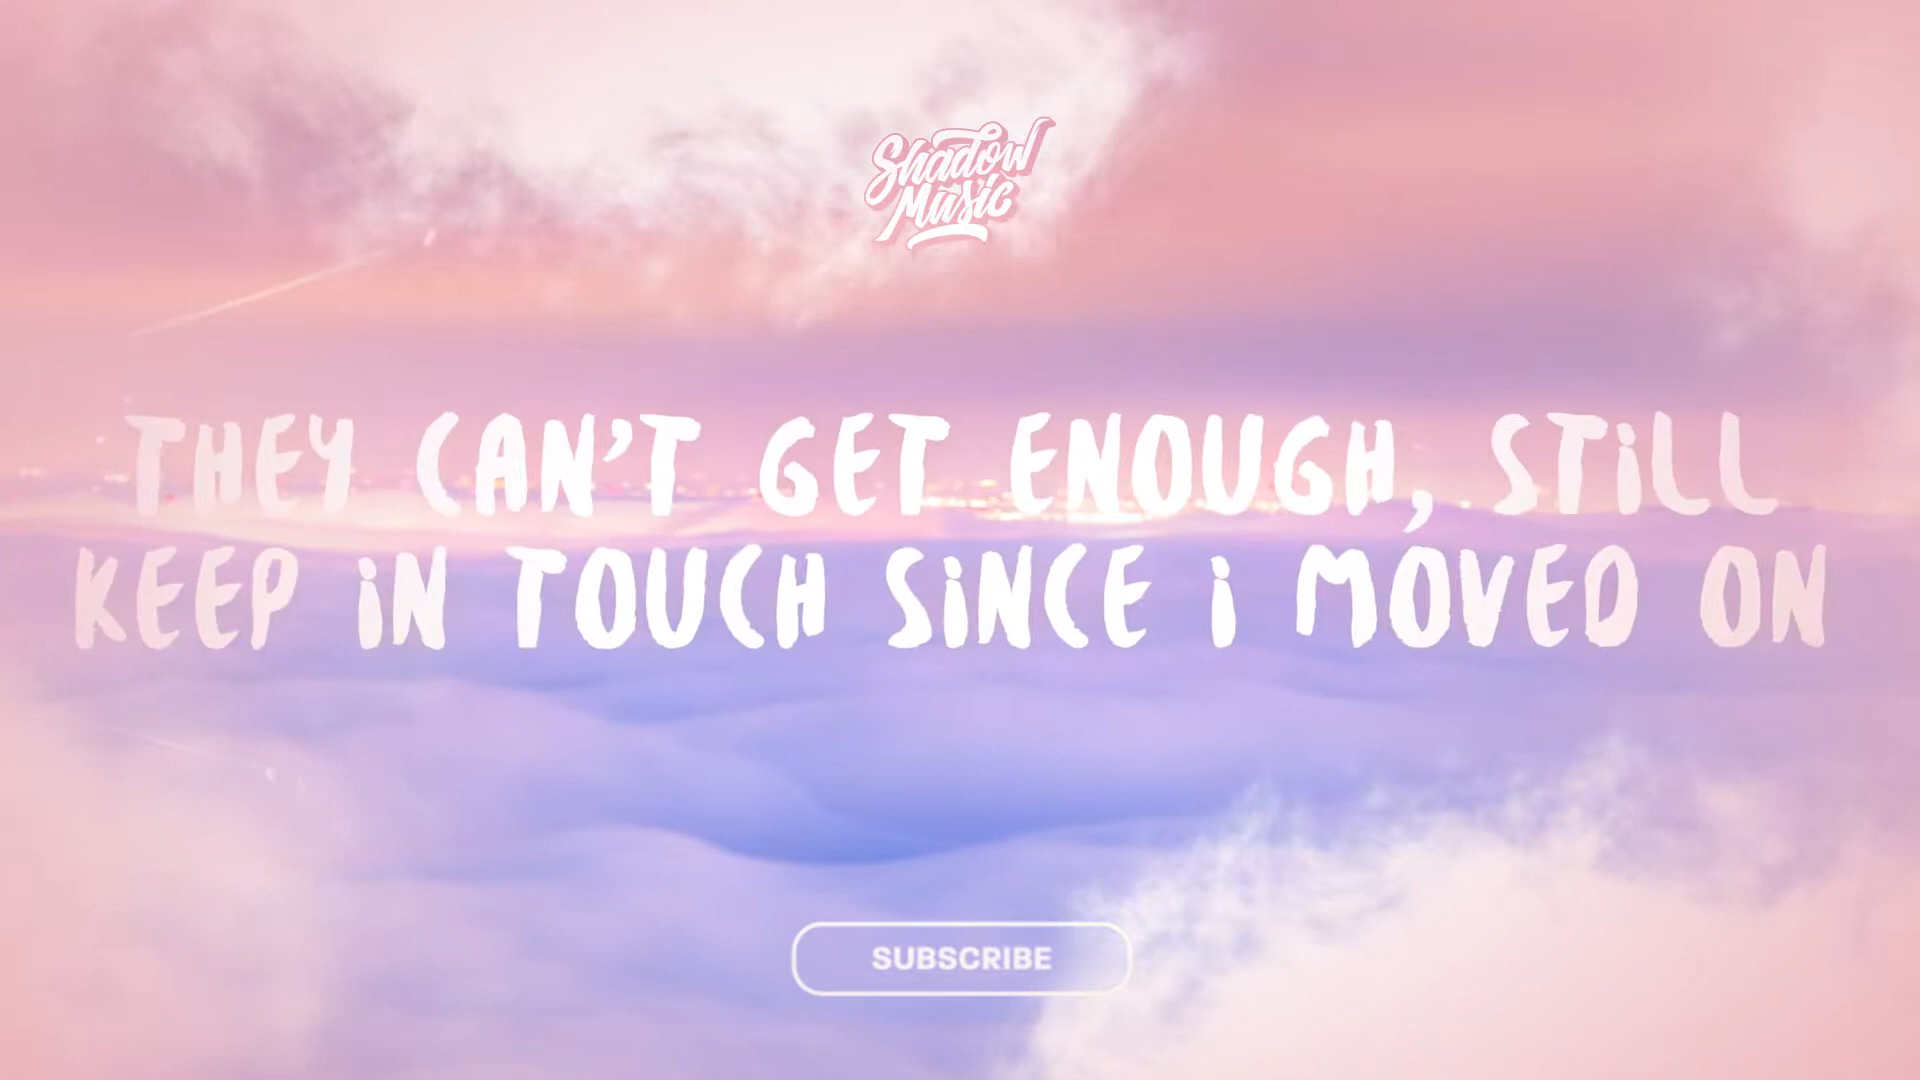 Shadow
Music
THEY CAN'T GET ENOUGH, STiLL
KEEP iN TOUCH SiNCE i MOVED ON
SUBSCRIBE